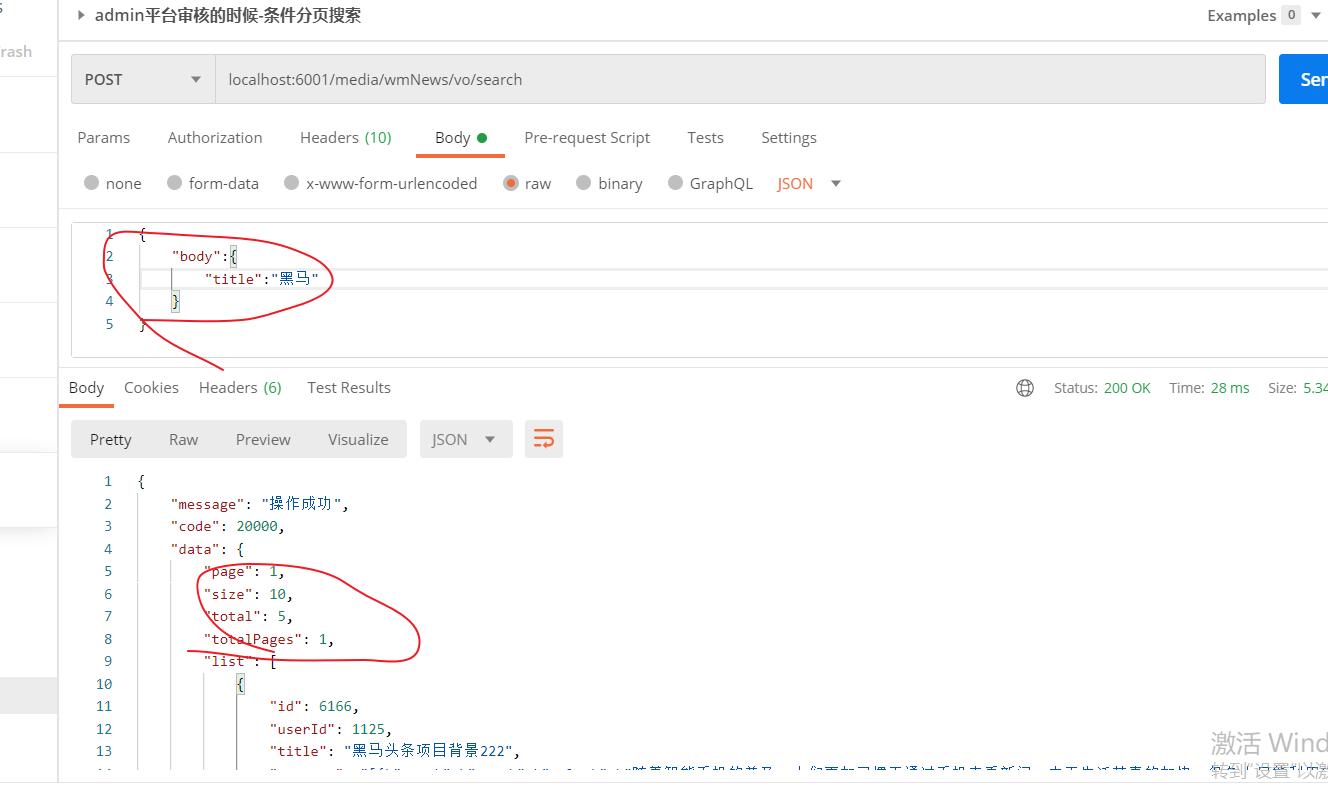 admin平台审核的时候-条件分页搜索
Examples 0
rash
POST localhost:6001/media/wmNews/vo/search
Params Authorization Headers (10) Body Pre-request Script Tests Settings
none form-data x-www-form-urlencoded raw binary GraphQL JSON
1 {
2 "body":{
3 "title":"黑马"
4 }
5 }
Body Cookies Headers (6) Test Results Status: 200 OK Time: 28 ms Size: 5.34
Pretty Raw Preview Visualize JSON
1 {
2 "message": "操作成功",
3 "code": 20000,
4 "data": {
5 "page": 1,
6 "size": 10,
7 "total": 5,
8 "totalPages": 1,
9 "list": [
10 {
11 "id": 6166,
12 "userId": 1125,
13 "title": "黑马头条项目背景222",
激活 Wind
转到"设置"以激